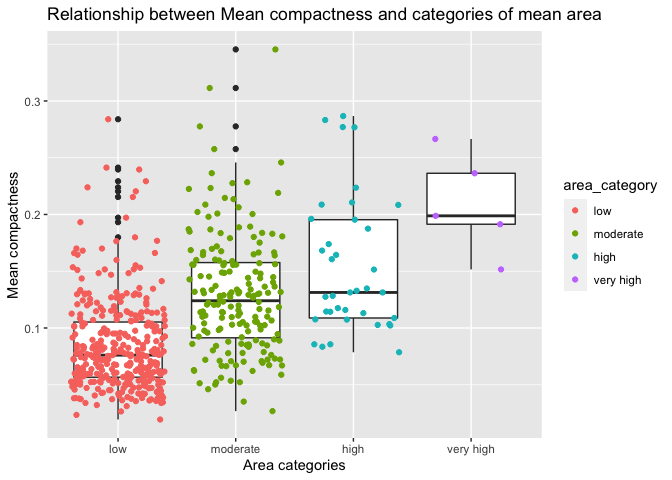 Relationship between Mean compactness and categories of mean area
Mean compactness
0.3
0.2
0.1
low
moderate
high
very high
Area categories
area_category
low
moderate
high
very high